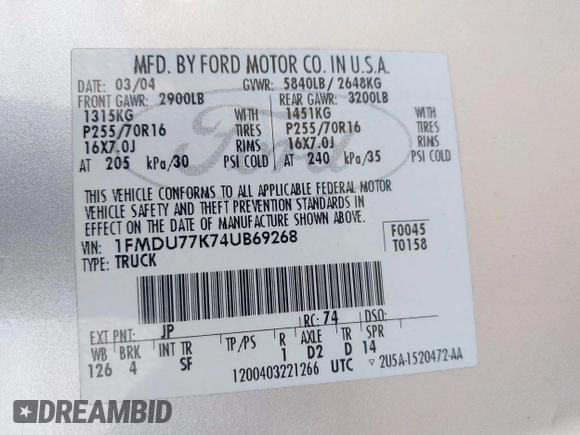 MFD. BY FORD MOTOR CO. IN U.S.A.
DATE: 03/04 GVWR: 5840LB/2648KG
FRONT GAWR: 2900LB REAR GAWR: 3200LB
1315KG WITH 1451KG WITH
P255/70R16 TIRES P255/70R16 TIRES
16X7.0J RIMS 16X7.0J RIMS
AT 205 kPa/30 PSI COLD AT 240 kPa/35 PSI COLD
Ford
THIS VEHICLE CONFORMS TO ALL APPLICABLE FEDERAL MOTOR
VEHICLE SAFETY AND THEFT PREVENTION STANDARDS IN
EFFECT ON THE DATE OF MANUFACTURE SHOWN ABOVE.
VIN: 1FMDU77K74UB69268 F0045
TYPE: TRUCK T0158
EXT PNT: JP RC: 74 DSO:
WB BRK INT TR TP/PS R AXLE TR SPR
126 4 SF 1 D2 D 14
1200403221266 UTC ▽ 2U5A-1520472-AA
DREAMBID